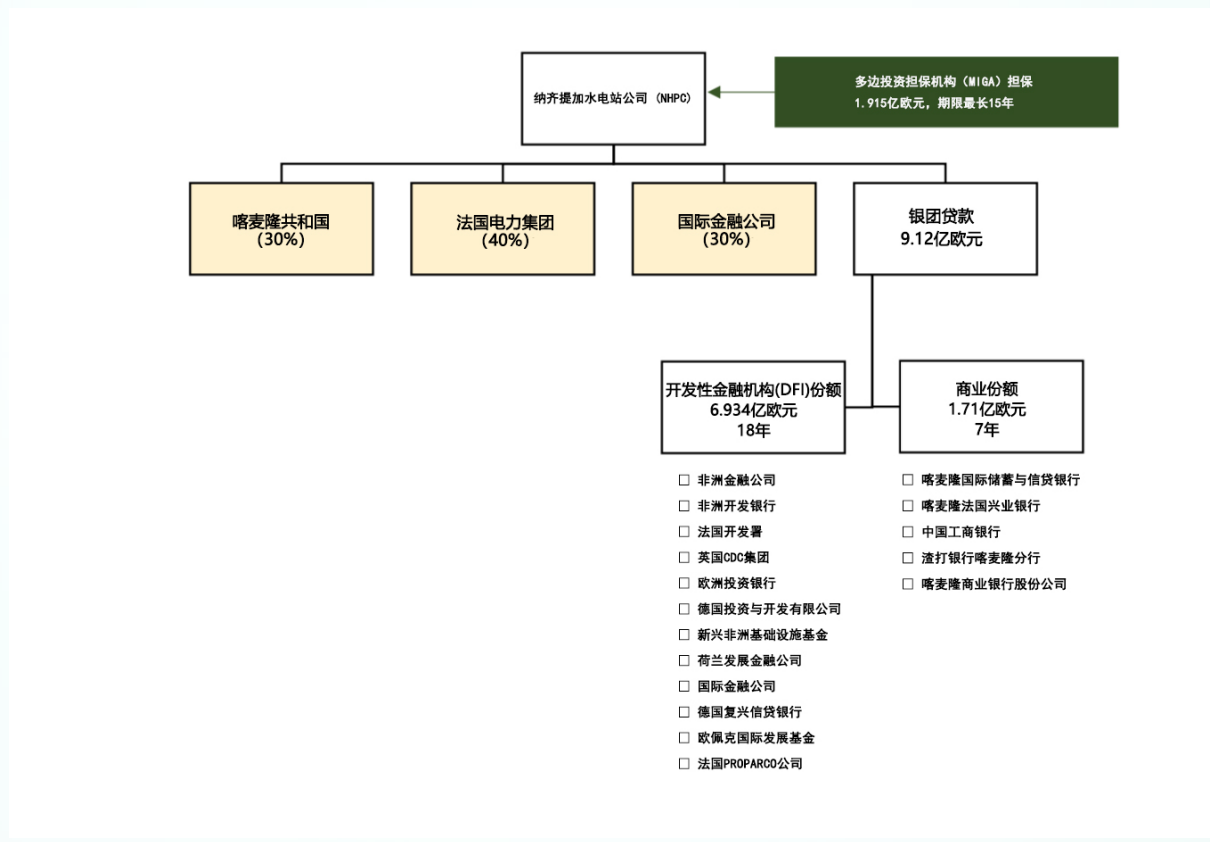 纳齐提加水电站公司 (NHPC)
多边投资担保机构（MIGA）担保
1.915亿欧元，期限最长15年
喀麦隆共和国
(30%)
法国电力集团
(40%)
国际金融公司
(30%)
银团贷款
9.12亿欧元
开发性金融机构(DFI)份额
6.934亿欧元
18年
商业份额
1.71亿欧元
7年
□ 非洲金融公司
□ 非洲开发银行
□ 法国开发署
□ 英国CDC集团
□ 欧洲投资银行
□ 德国投资与开发有限公司
□ 新兴非洲基础设施基金
□ 荷兰发展金融公司
□ 国际金融公司
□ 德国复兴信贷银行
□ 欧佩克国际发展基金
□ 法国PROPARCO公司
□ 喀麦隆国际储蓄与信贷银行
□ 喀麦隆法国兴业银行
□ 中国工商银行
□ 渣打银行喀麦隆分行
□ 喀麦隆商业银行股份公司